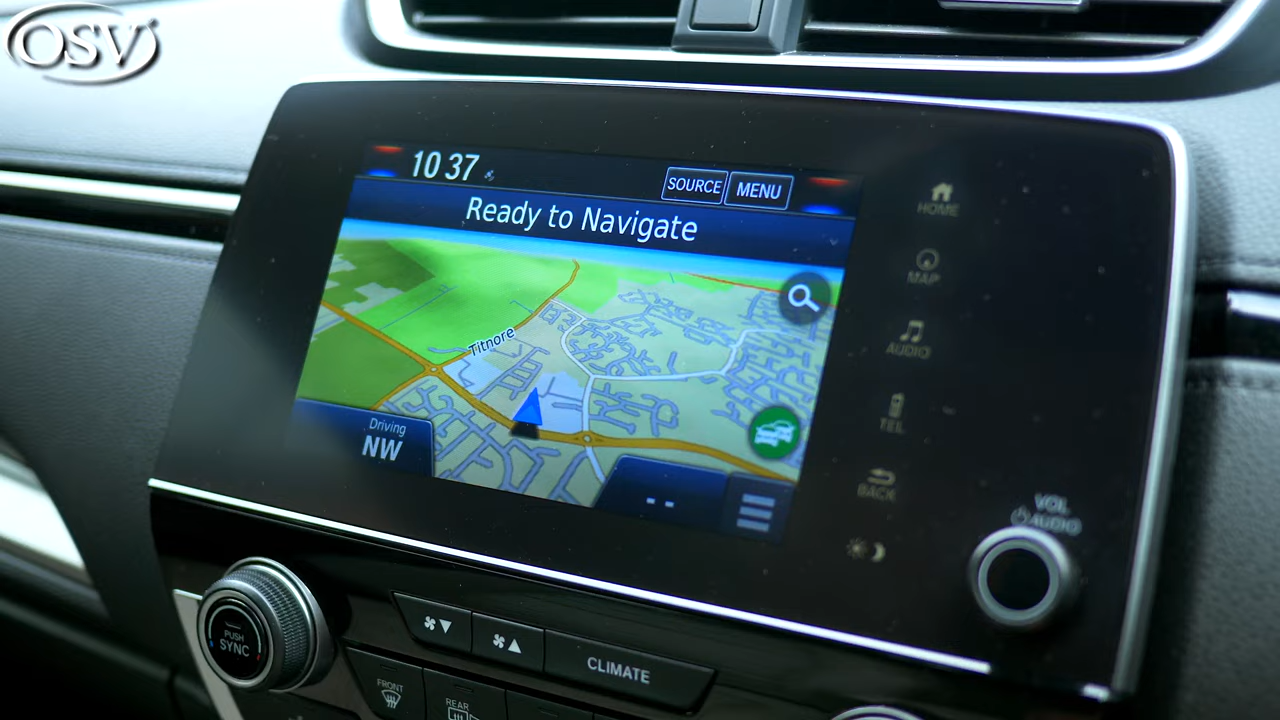 OSV
10 37
SOURCE
MENU
Ready to Navigate
Titnore
Driving
NW
- -
HOME
MAP
AUDIO
TEL
BACK
VOL
AUDIO
PUSH
SYNC
CLIMATE
FRONT
REAR